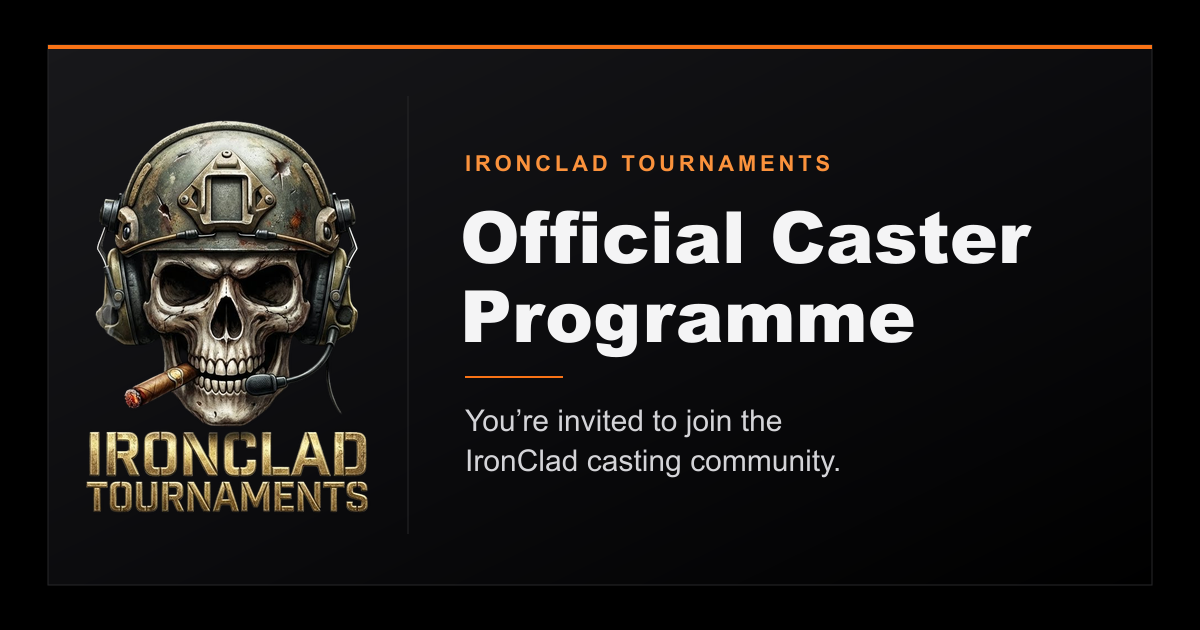 IRONCLAD
TOURNAMENTS
IRONCLAD TOURNAMENTS
Official Caster
Programme
You’re invited to join the
IronClad casting community.